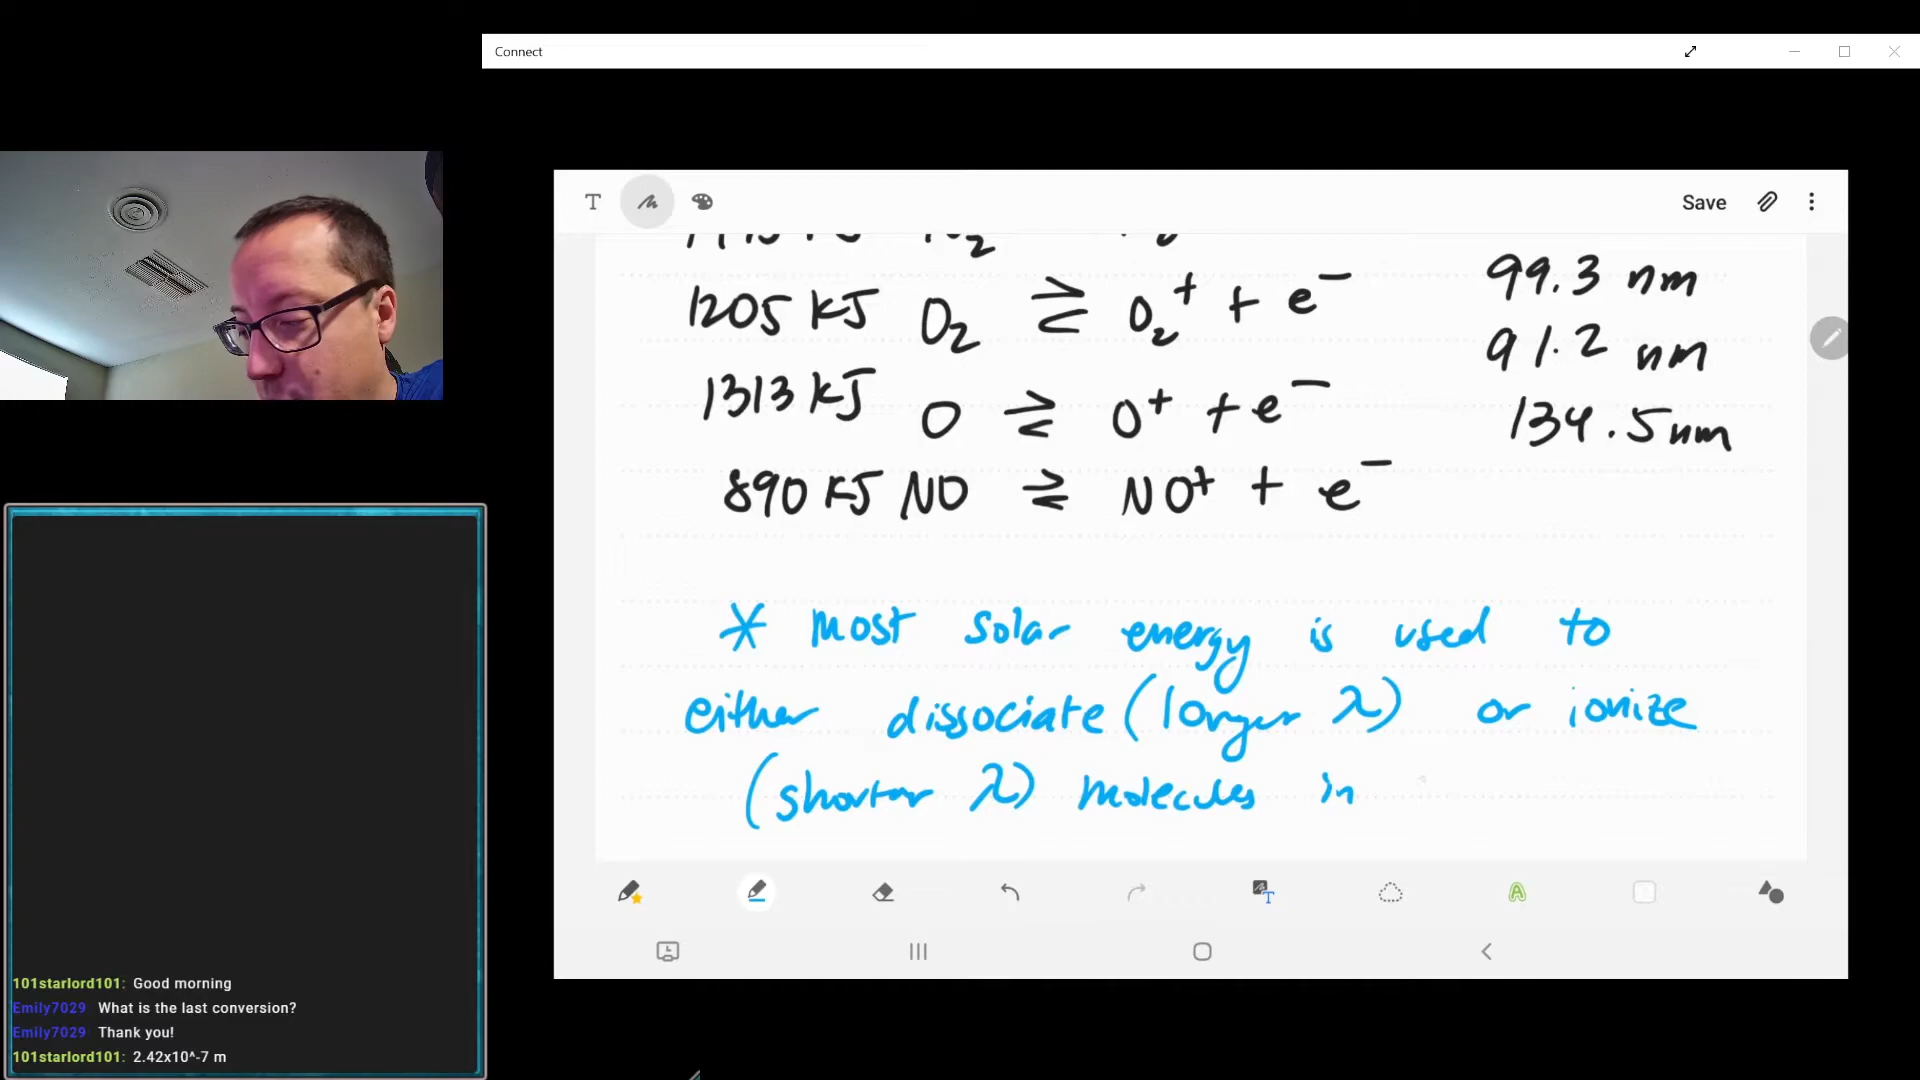 Connect
T
Save
99.3 nm
1205 kJ O₂ ⇌ O₂⁺ + e⁻
91.2 nm
1313 kJ O ⇌ O⁺ + e⁻
134.5 nm
890 kJ NO ⇌ NO⁺ + e⁻
* most solar energy is used to
either dissociate (longer λ) or ionize
(shorter λ) molecules in
101starlord101: Good morning
Emily7029 What is the last conversion?
Emily7029 Thank you!
101starlord101: 2.42x10^-7 m